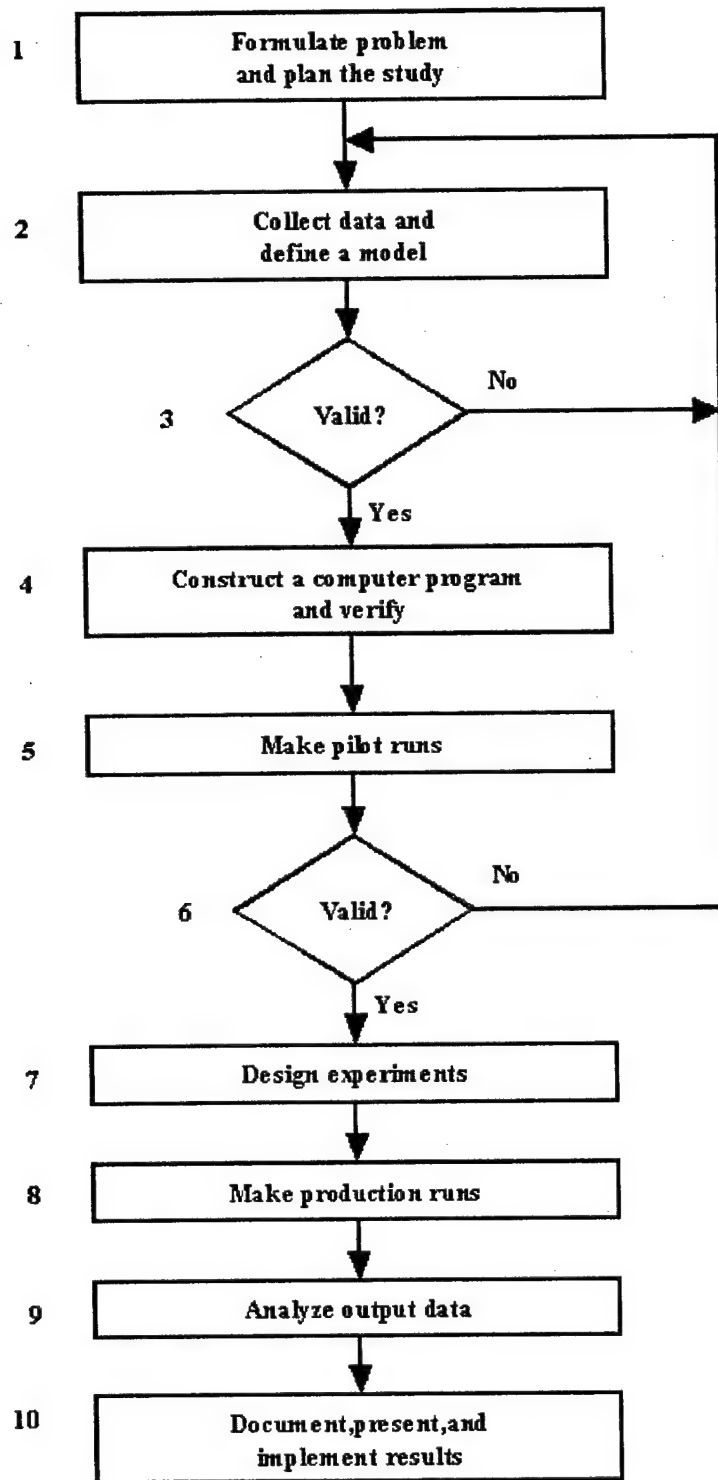 1
Formulate problem
and plan the study
2
Collect data and
define a model
3
Valid?
No
Yes
4
Construct a computer program
and verify
5
Make pilot runs
6
Valid?
No
Yes
7
Design experiments
8
Make production runs
9
Analyze output data
10
Document,present,and
implement results